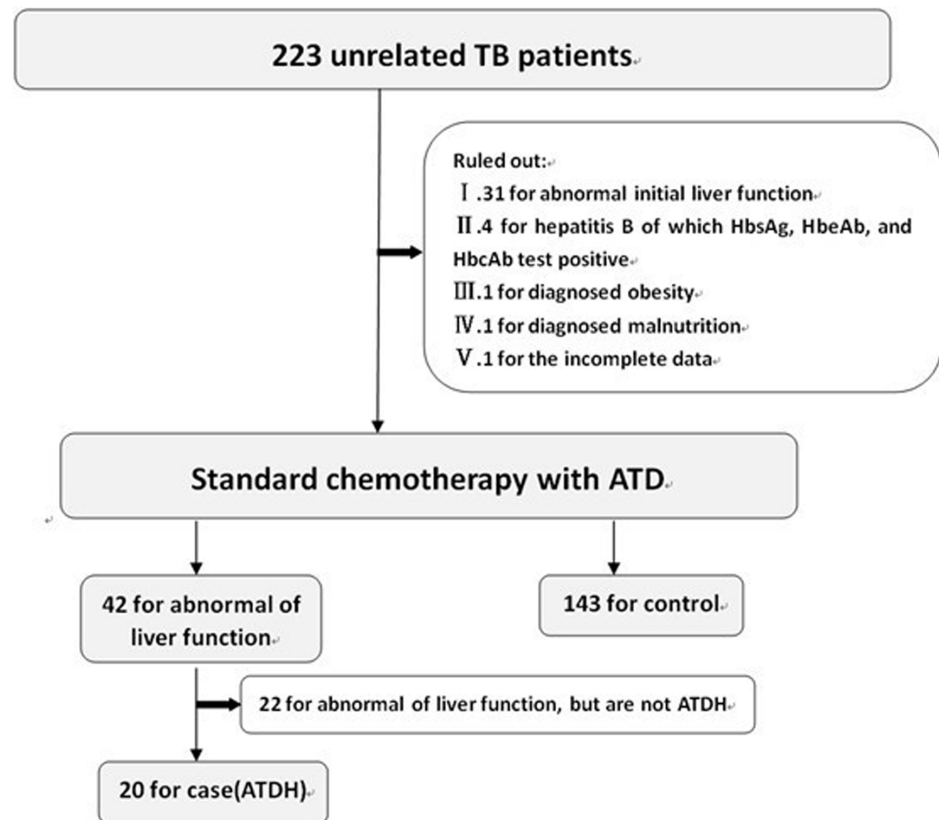 223 unrelated TB patients
Ruled out:
Ⅰ.31 for abnormal initial liver function
Ⅱ.4 for hepatitis B of which HbsAg, HbeAb, and
HbcAb test positive
Ⅲ.1 for diagnosed obesity
Ⅳ.1 for diagnosed malnutrition
Ⅴ.1 for the incomplete data
Standard chemotherapy with ATD
42 for abnormal of
liver function
143 for control
22 for abnormal of liver function, but are not ATDH
20 for case(ATDH)